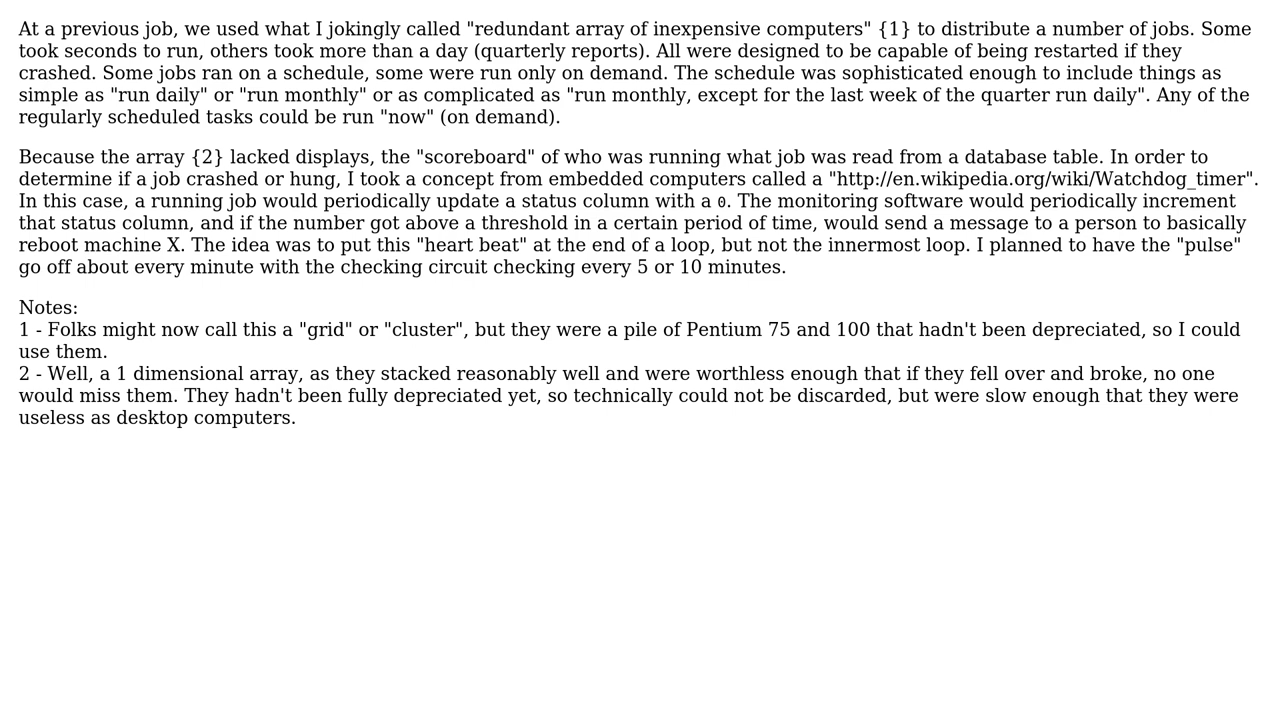 At a previous job, we used what I jokingly called "redundant array of inexpensive computers" {1} to distribute a number of jobs. Some
took seconds to run, others took more than a day (quarterly reports). All were designed to be capable of being restarted if they
crashed. Some jobs ran on a schedule, some were run only on demand. The schedule was sophisticated enough to include things as
simple as "run daily" or "run monthly" or as complicated as "run monthly, except for the last week of the quarter run daily". Any of the
regularly scheduled tasks could be run "now" (on demand).
Because the array {2} lacked displays, the "scoreboard" of who was running what job was read from a database table. In order to
determine if a job crashed or hung, I took a concept from embedded computers called a "http://en.wikipedia.org/wiki/Watchdog_timer".
In this case, a running job would periodically update a status column with a 0. The monitoring software would periodically increment
that status column, and if the number got above a threshold in a certain period of time, would send a message to a person to basically
reboot machine X. The idea was to put this "heart beat" at the end of a loop, but not the innermost loop. I planned to have the "pulse"
go off about every minute with the checking circuit checking every 5 or 10 minutes.
Notes:
1 - Folks might now call this a "grid" or "cluster", but they were a pile of Pentium 75 and 100 that hadn't been depreciated, so I could
use them.
2 - Well, a 1 dimensional array, as they stacked reasonably well and were worthless enough that if they fell over and broke, no one
would miss them. They hadn't been fully depreciated yet, so technically could not be discarded, but were slow enough that they were
useless as desktop computers.